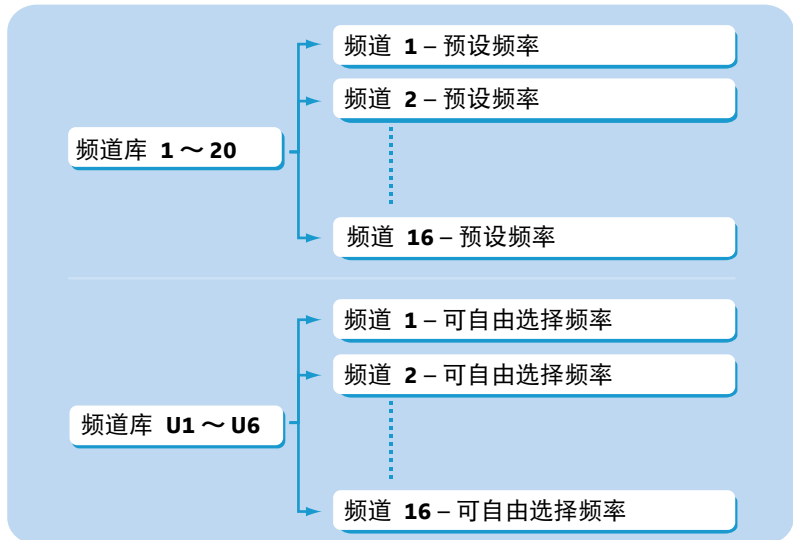 频道 1 – 预设频率
频道 2 – 预设频率
频道库 1～20
频道 16 – 预设频率
频道 1 – 可自由选择频率
频道 2 – 可自由选择频率
频道库 U1～U6
频道 16 – 可自由选择频率